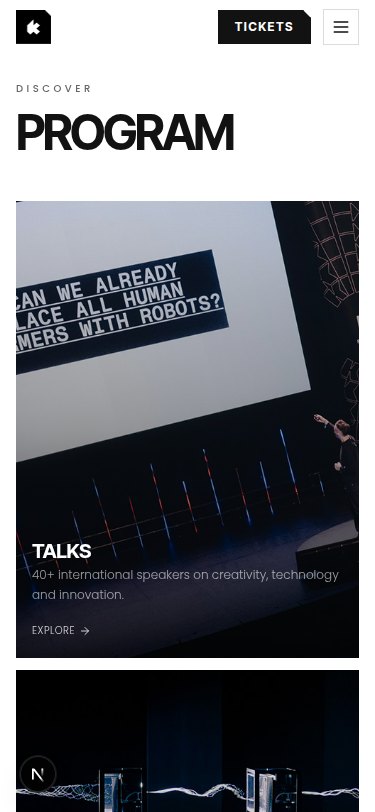 TICKETS
DISCOVER
PROGRAM
CAN WE ALREADY
LACE ALL HUMAN
MERS WITH ROBOTS?
TALKS
40+ international speakers on creativity, technology
and innovation.
EXPLORE →
N